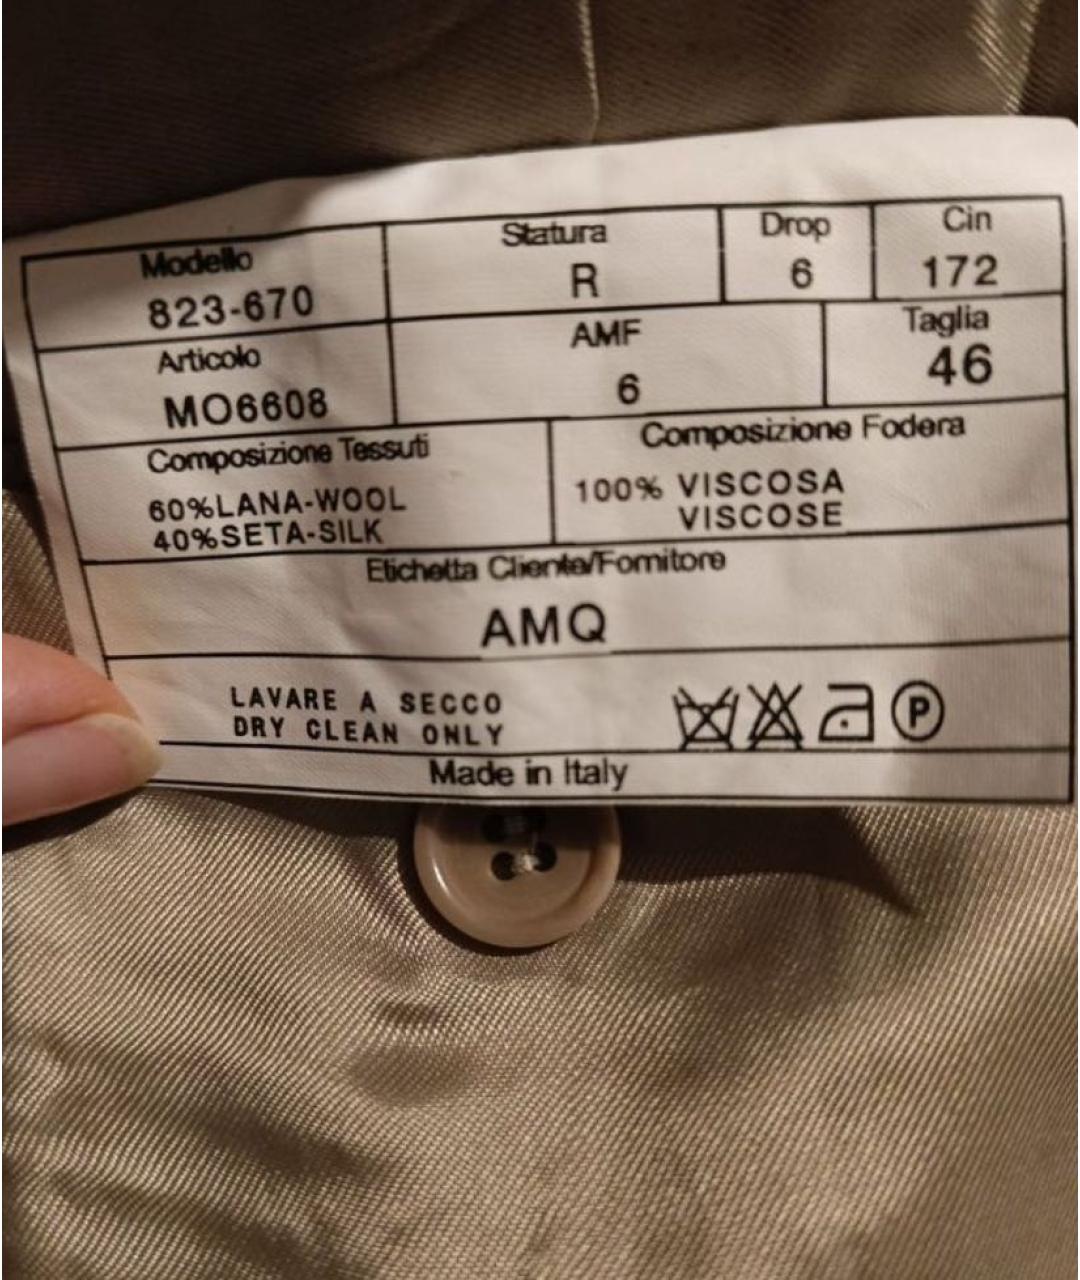 Modello
823-670
Statura
R
Drop
6
Cin
172
Articolo
MO6608
AMF
6
Taglia
46
Composizione Tessuti
60%LANA-WOOL
40%SETA-SILK
Composizione Fodera
100% VISCOSA
VISCOSE
Etichetta Cliente/Fornitore
AMQ
LAVARE A SECCO
DRY CLEAN ONLY
P
Made in Italy